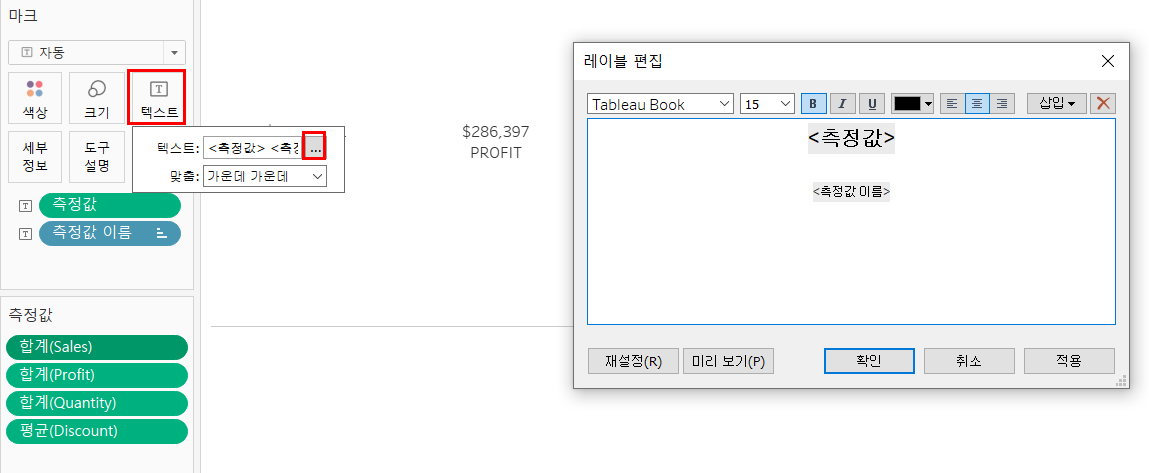 마크
자동
색상
크기
텍스트
세부
정보
도구
설명
텍스트: <측정값> <측정 ...
맞춤: 가운데 가운데
측정값
측정값 이름
측정값
합계(Sales)
합계(Profit)
합계(Quantity)
평균(Discount)
$286,397
PROFIT
레이블 편집
Tableau Book
15
B
I
U
삽입
<측정값>
<측정값 이름>
재설정(R)
미리 보기(P)
확인
취소
적용